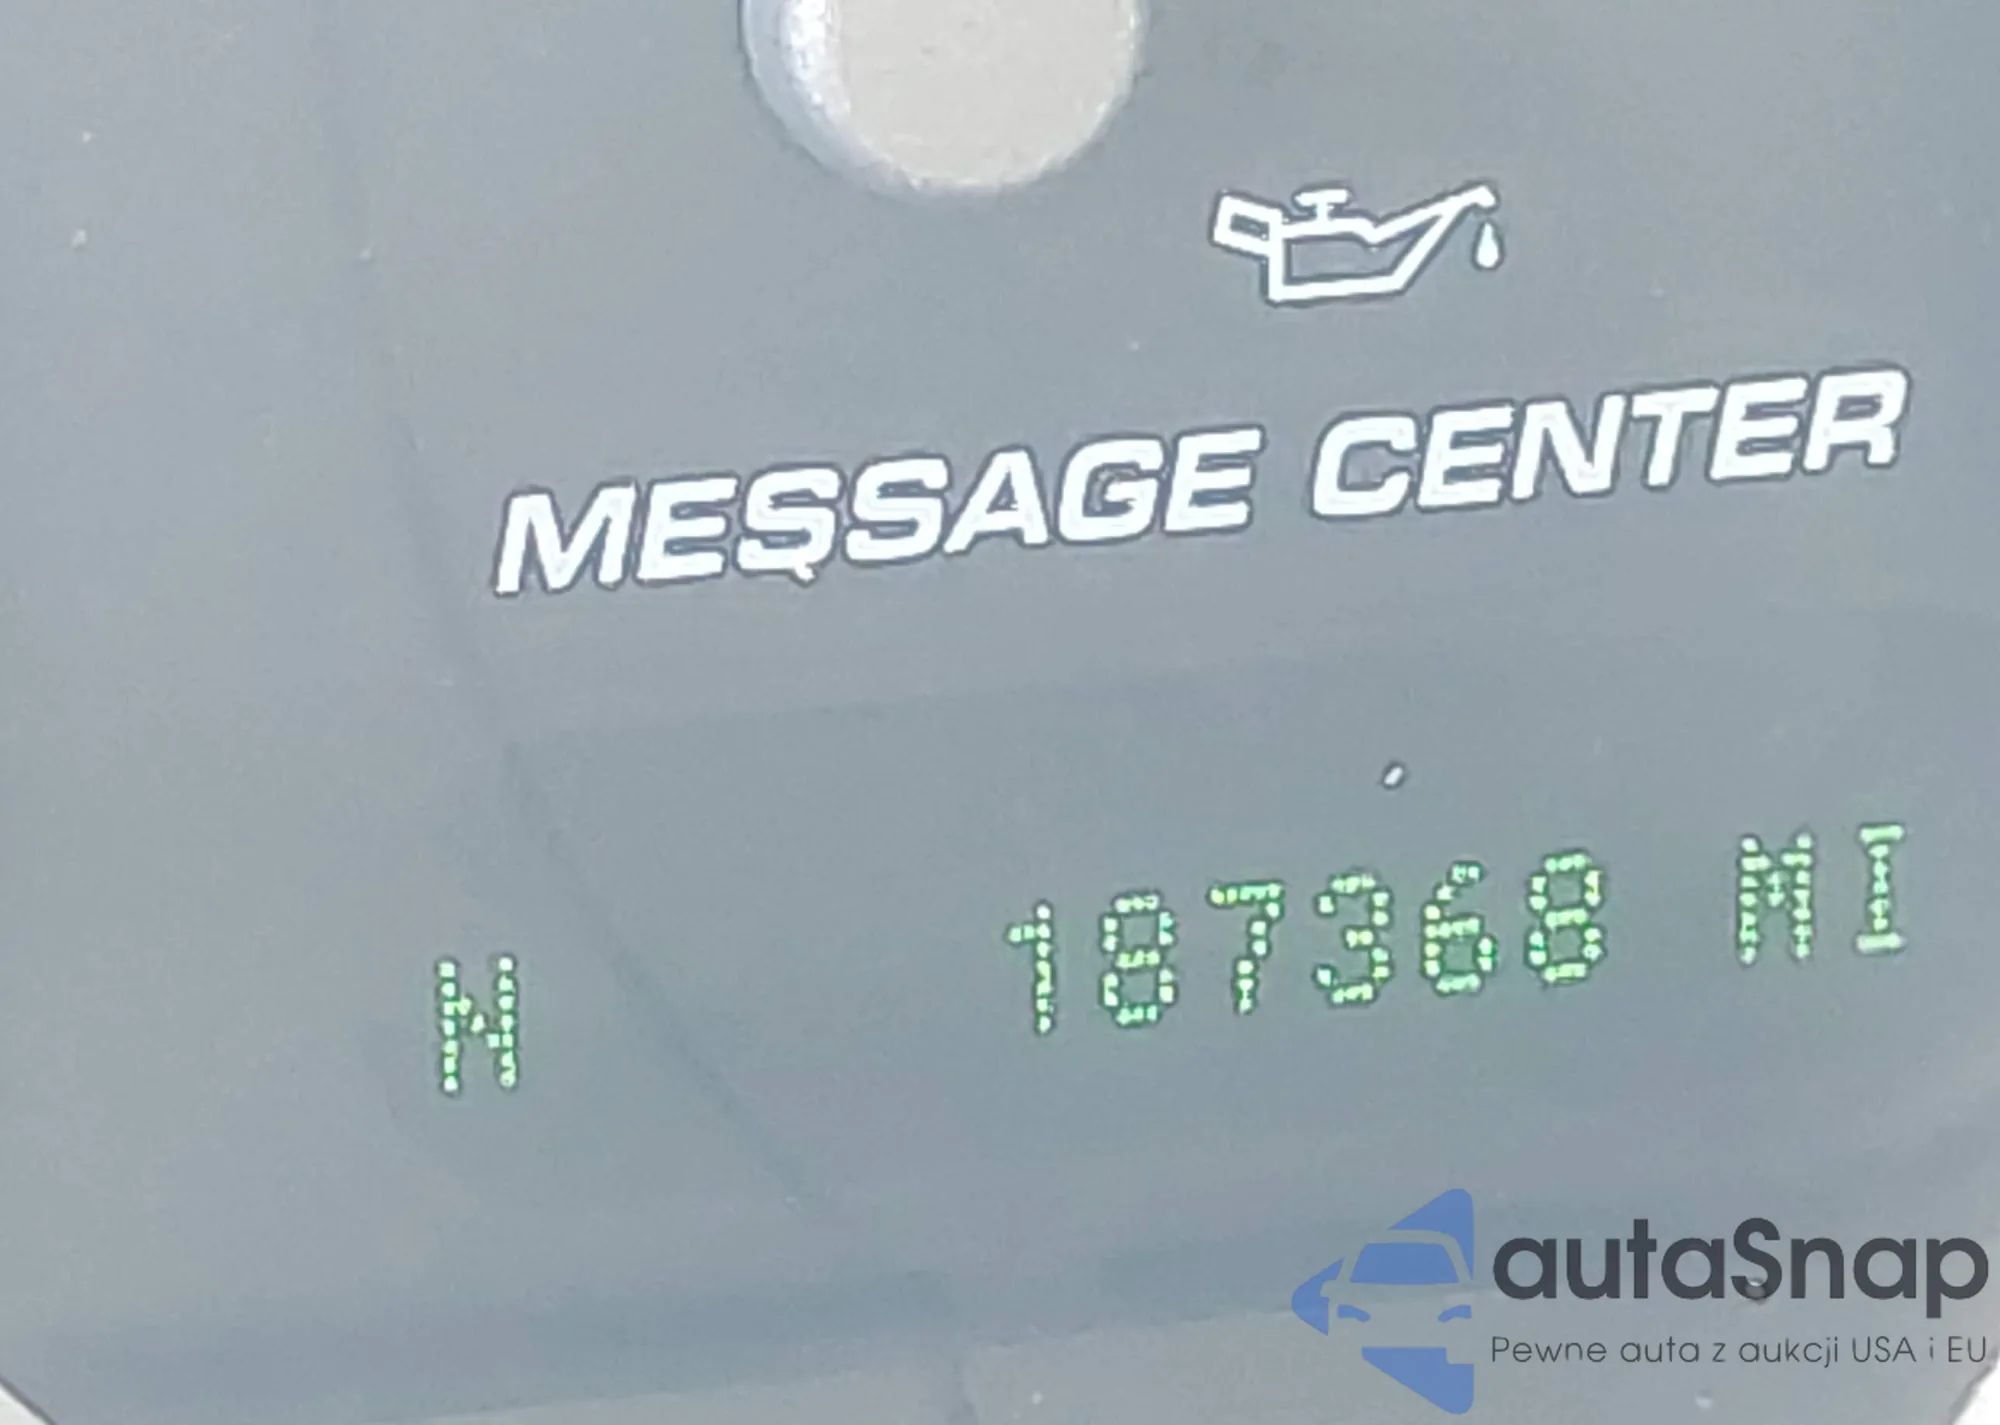 MESSAGE CENTER
N 187368 MI
autaSnap
Pewne auta z aukcji USA i EU